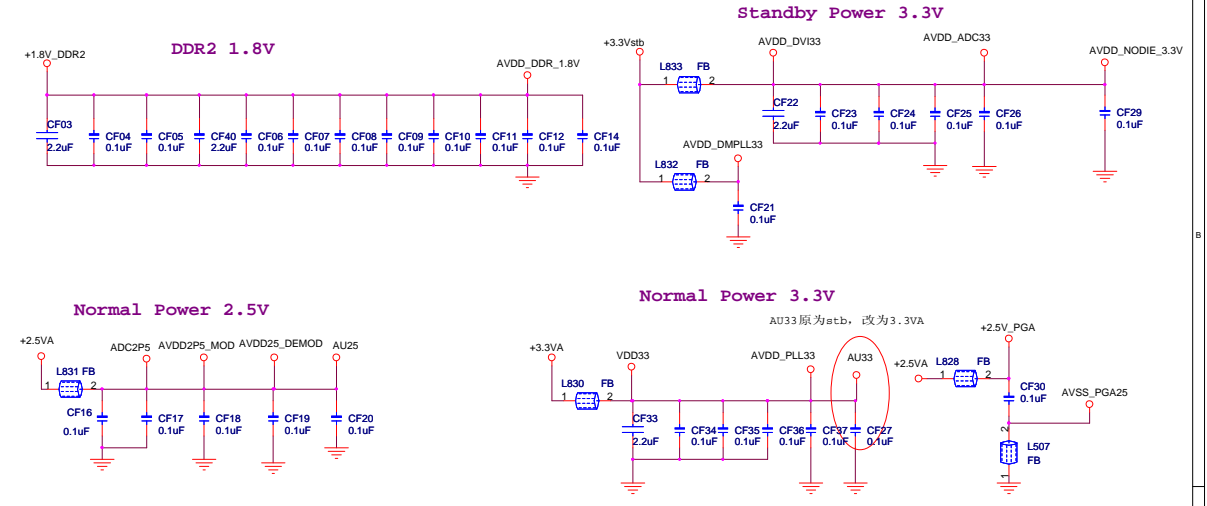 Standby Power 3.3V
DDR2 1.8V
+1.8V_DDR2
AVDD_DDR_1.8V
CF03
2.2uF
CF04
0.1uF
CF05
0.1uF
CF40
2.2uF
CF06
0.1uF
CF07
0.1uF
CF08
0.1uF
CF09
0.1uF
CF10
0.1uF
CF11
0.1uF
CF12
0.1uF
CF14
0.1uF
+3.3Vstb
AVDD_DVI33
AVDD_ADC33
AVDD_NODIE_3.3V
L833 FB
1 2
CF22
2.2uF
CF23
0.1uF
CF24
0.1uF
CF25
0.1uF
CF26
0.1uF
CF29
0.1uF
AVDD_DMPLL33
L832 FB
1 2
CF21
0.1uF
B
Normal Power 2.5V
+2.5VA
ADC2P5
AVDD2P5_MOD
AVDD25_DEMOD
AU25
L831 FB
1 2
CF16
0.1uF
CF17
0.1uF
CF18
0.1uF
CF19
0.1uF
CF20
0.1uF
Normal Power 3.3V
AU33原为stb，改为3.3VA
+3.3VA
VDD33
AVDD_PLL33
AU33
L830 FB
1 2
CF33
2.2uF
CF34
0.1uF
CF35
0.1uF
CF36
0.1uF
CF37
0.1uF
CF27
0.1uF
+2.5V_PGA
+2.5VA
L828 FB
1 2
CF30
0.1uF
AVSS_PGA25
2
L507
FB
1